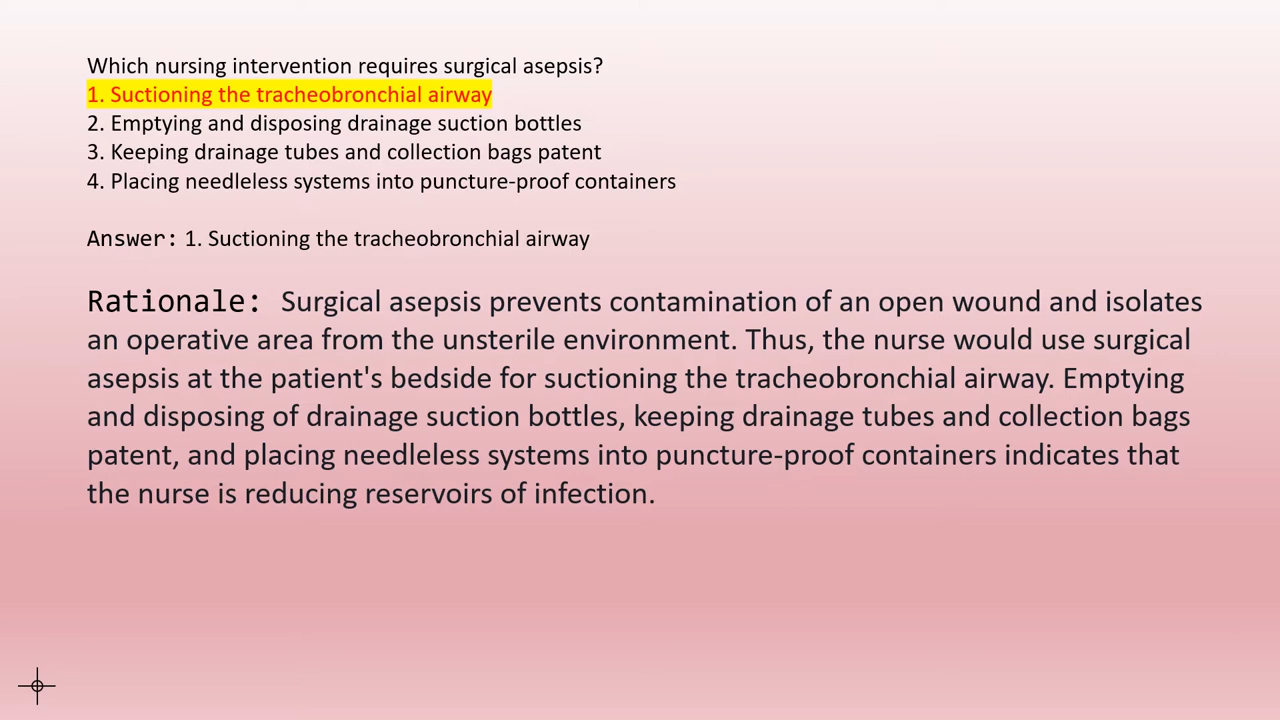 Which nursing intervention requires surgical asepsis?
1. Suctioning the tracheobronchial airway
2. Emptying and disposing drainage suction bottles
3. Keeping drainage tubes and collection bags patent
4. Placing needleless systems into puncture-proof containers
Answer: 1. Suctioning the tracheobronchial airway
Rationale: Surgical asepsis prevents contamination of an open wound and isolates
an operative area from the unsterile environment. Thus, the nurse would use surgical
asepsis at the patient's bedside for suctioning the tracheobronchial airway. Emptying
and disposing of drainage suction bottles, keeping drainage tubes and collection bags
patent, and placing needleless systems into puncture-proof containers indicates that
the nurse is reducing reservoirs of infection.